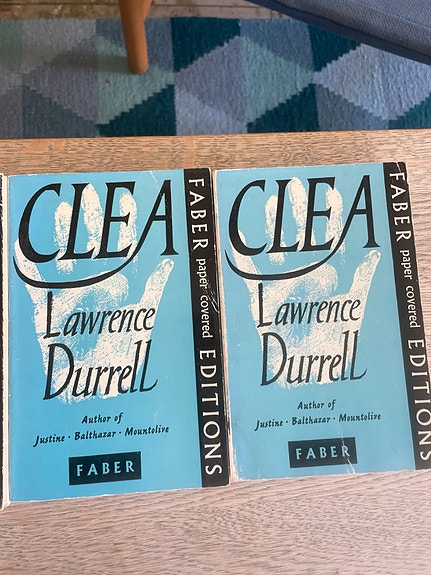 CLEA
Lawrence
Durrell
Author of
Justine · Balthazar · Mountolive
FABER
FABER paper covered EDITIONS
CLEA
Lawrence
Durrell
Author of
Justine · Balthazar · Mountolive
FABER
FABER paper covered EDITIONS